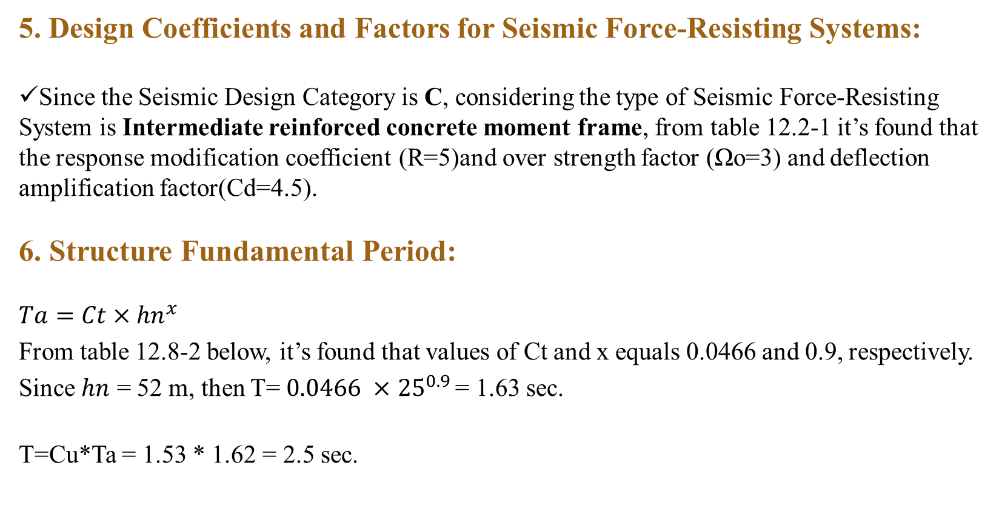 5. Design Coefficients and Factors for Seismic Force-Resisting Systems:
✓Since the Seismic Design Category is C, considering the type of Seismic Force-Resisting
System is Intermediate reinforced concrete moment frame, from table 12.2-1 it’s found that
the response modification coefficient (R=5)and over strength factor (Ωo=3) and deflection
amplification factor(Cd=4.5).
6. Structure Fundamental Period:
𝑇𝑎 = 𝐶𝑡 × ℎ𝑛ˣ
From table 12.8-2 below, it’s found that values of Ct and x equals 0.0466 and 0.9, respectively.
Since ℎ𝑛 = 52 m, then T= 0.0466 × 25^0.9 = 1.63 sec.
T=Cu*Ta = 1.53 * 1.62 = 2.5 sec.